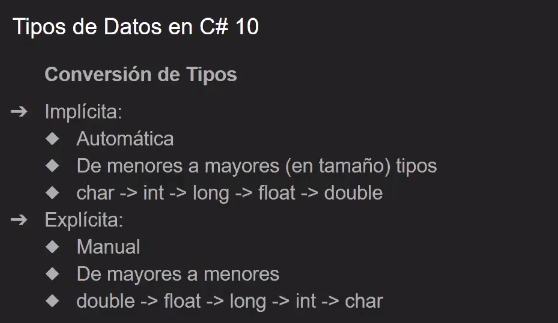 Tipos de Datos en C# 10
Conversión de Tipos
➔ Implícita:
◆ Automática
◆ De menores a mayores (en tamaño) tipos
◆ char -> int -> long -> float -> double
➔ Explícita:
◆ Manual
◆ De mayores a menores
◆ double -> float -> long -> int -> char